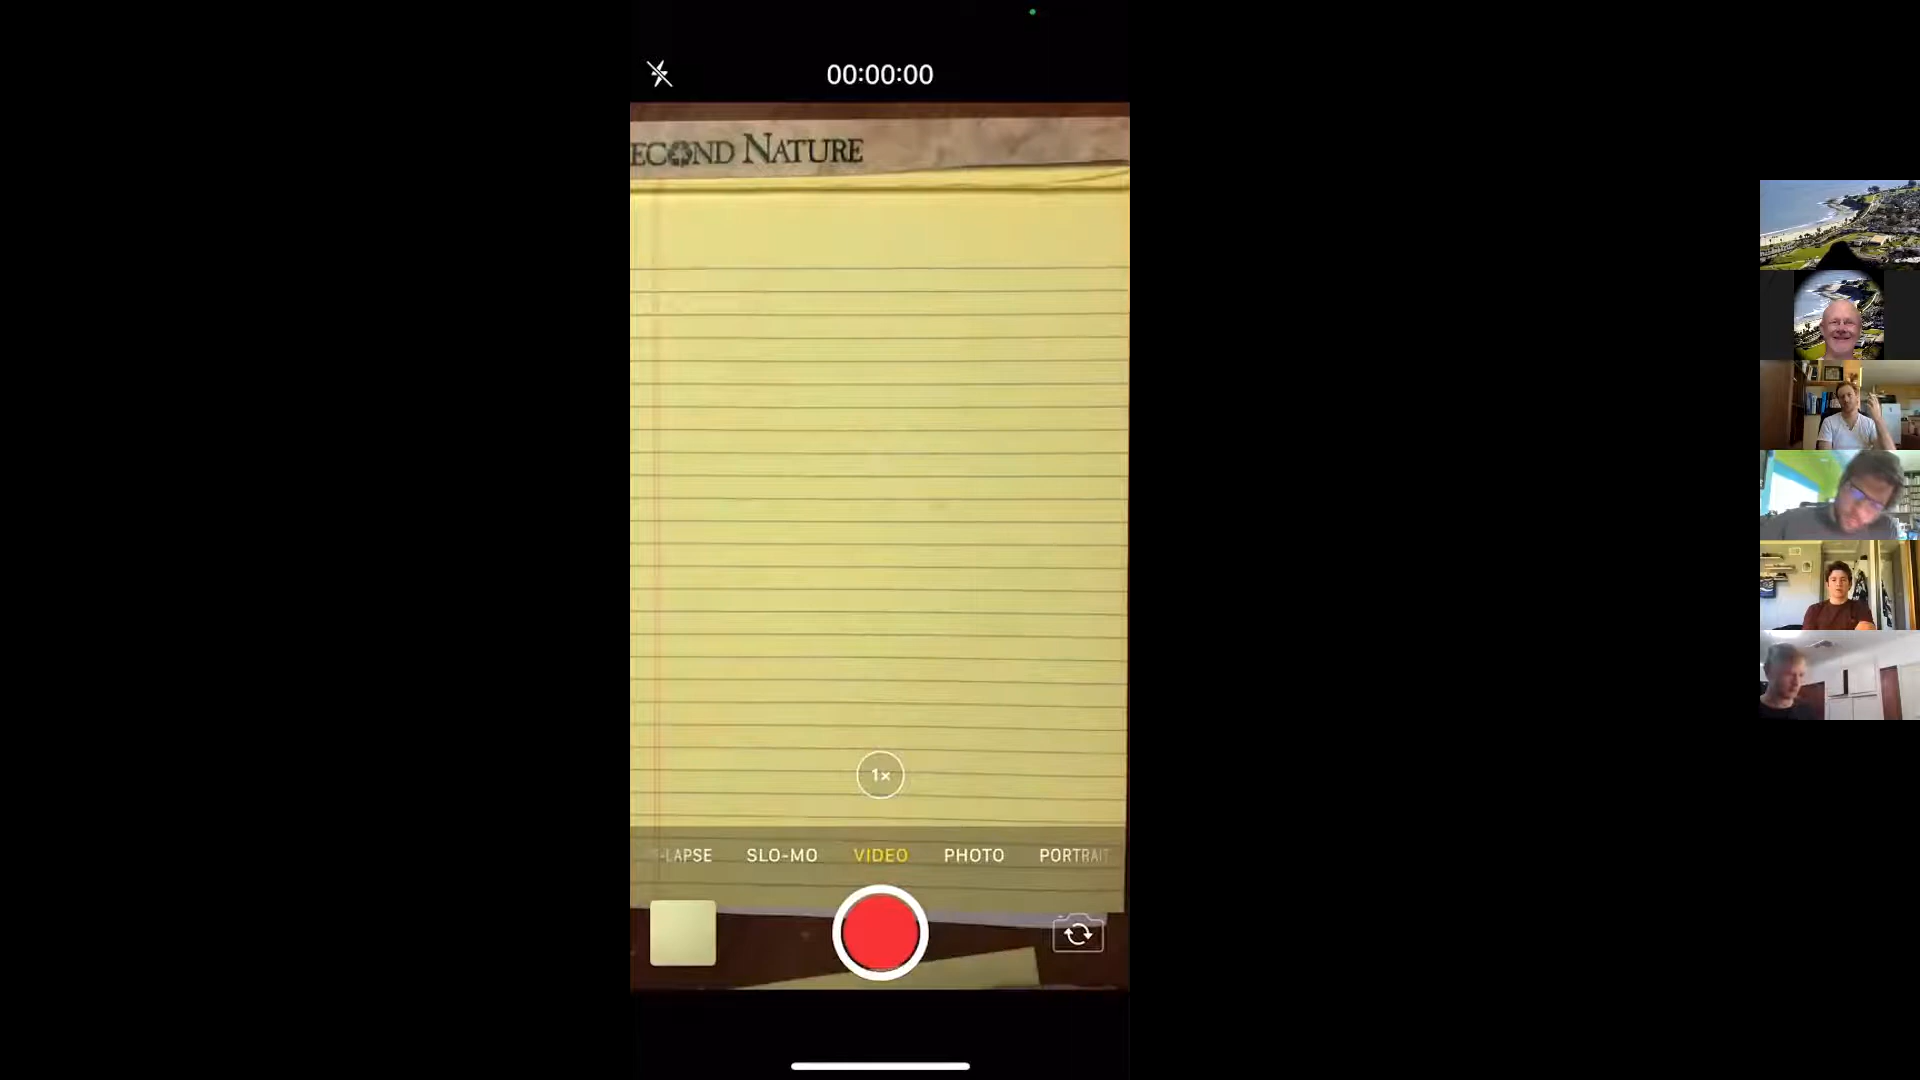 00:00:00
ECOND NATURE
1×
-LAPSE SLO-MO VIDEO PHOTO PORTRAIT